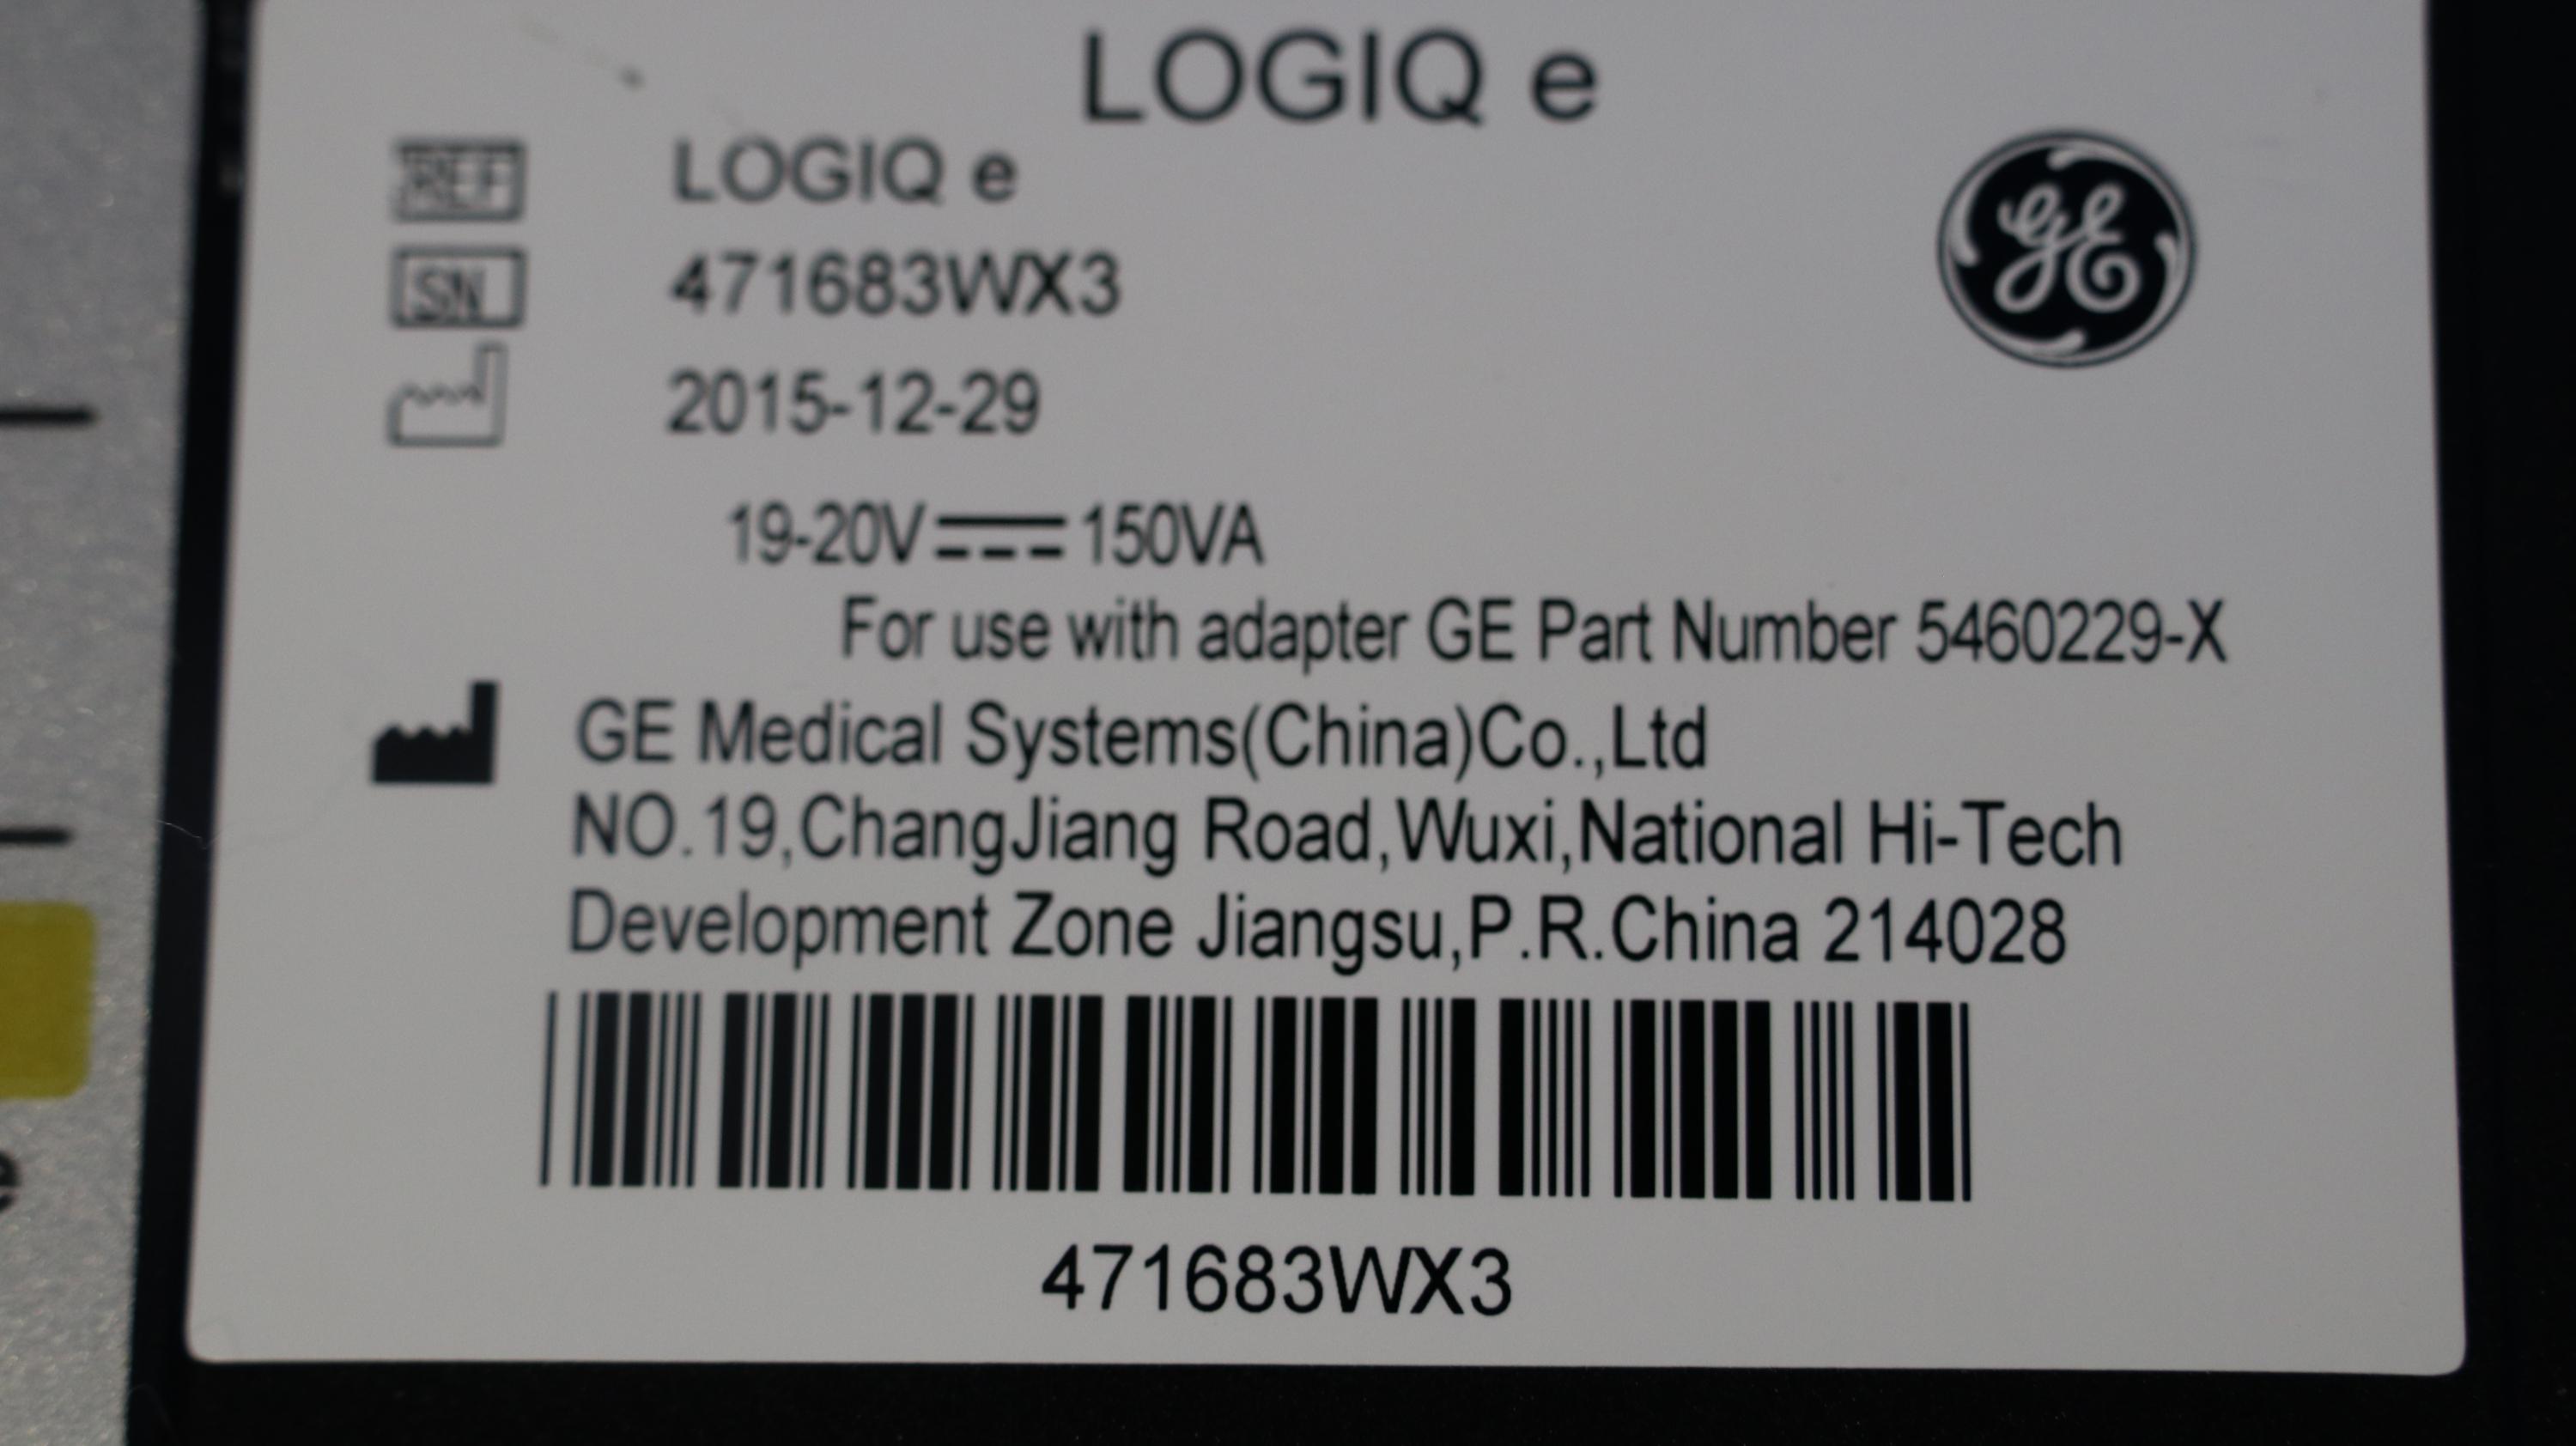 LOGIQ e
REF LOGIQ e
SN 471683WX3
2015-12-29
19-20V⎓150VA
For use with adapter GE Part Number 5460229-X
GE Medical Systems(China)Co.,Ltd
NO.19,ChangJiang Road,Wuxi,National Hi-Tech
Development Zone Jiangsu,P.R.China 214028
471683WX3
GE
e